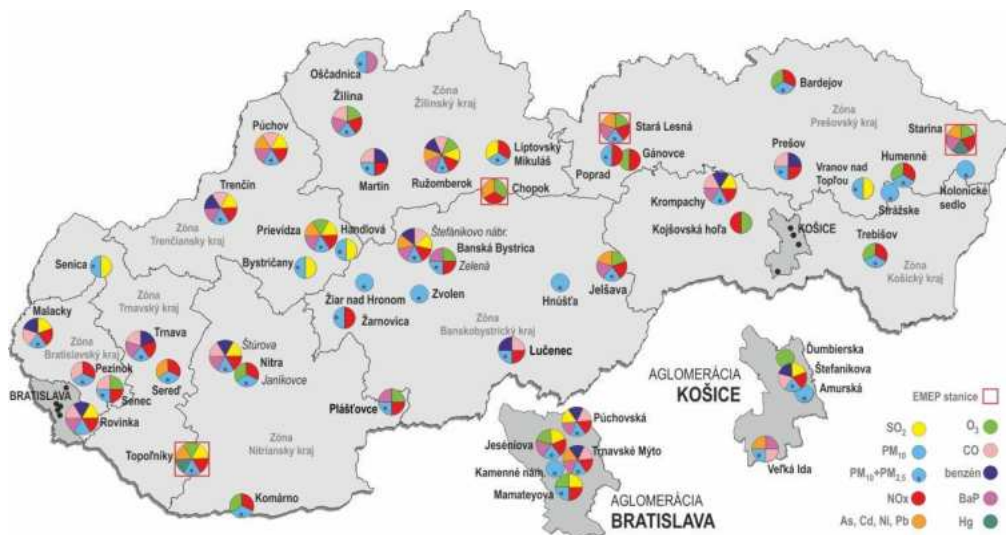 Oščadnica
Žilina
Zóna
Žilinský kraj
Púchov
Martin
Ružomberok
Liptovský
Mikuláš
Chopok
Stará Lesná
Poprad
Gánovce
Bardejov
Zóna
Prešovský kraj
Starina
Prešov
Vranov nad
Topľou
Humenné
Kolonické
sedlo
Strážske
Krompachy
Kojšovská hoľa
KOŠICE
Trebišov
Zóna
Košický kraj
Trenčín
Zóna
Trenčiansky kraj
Prievidza
Handlová
Bystričany
Štefánikovo nábr.
Banská Bystrica
Zelená
Jelšava
Hnúšťa
Senica
Zóna
Trnavský kraj
Žiar nad Hronom
Zvolen
Žarnovica
Zóna
Banskobystrický kraj
Lučenec
Malacky
Zóna
Bratislavský kraj
Trnava
Pezinok
Sereď
Senec
BRATISLAVA
Rovinka
Štúrova
Nitra
Janíkovce
Plášťovce
Zóna
Nitriansky kraj
Topoľníky
Komárno
Púchovská
Jeséniova
Trnavské Mýto
Kamenné nám.
Mamateyová
AGLOMERÁCIA
BRATISLAVA
AGLOMERÁCIA
KOŠICE
Ďumbierska
Štefanikova
Amurská
Veľká Ida
EMEP stanice
SO2
O3
PM10
CO
PM10+PM2,5
benzén
NOx
BaP
As, Cd, Ni, Pb
Hg